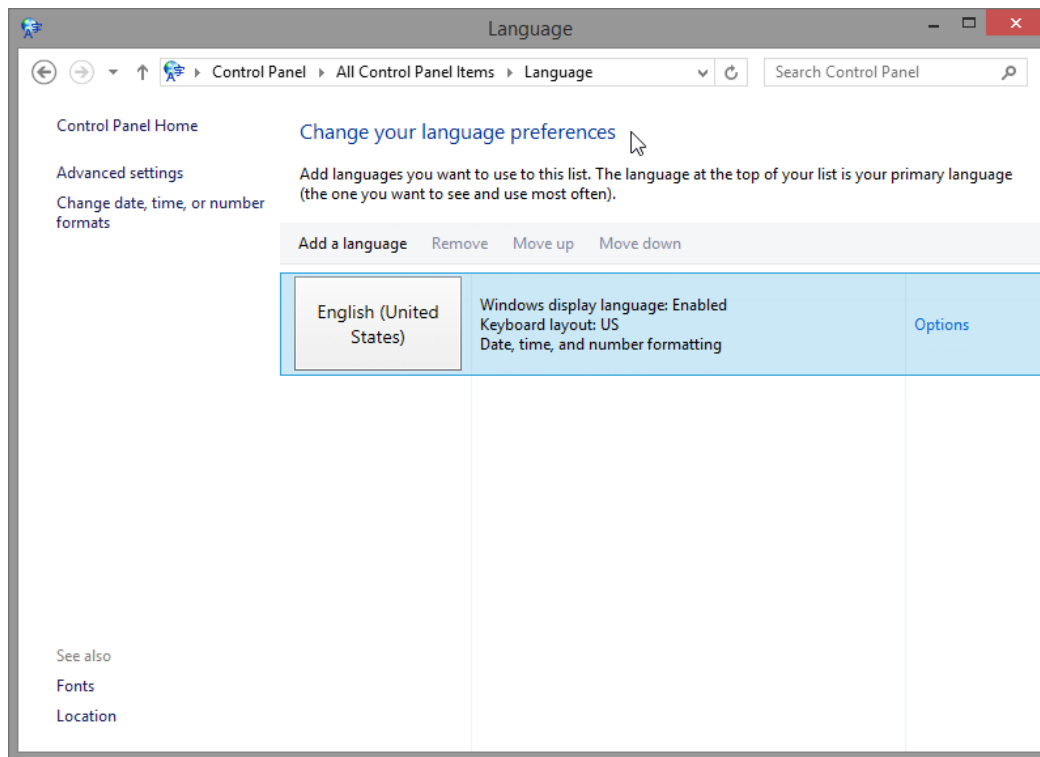 Language
Control Panel All Control Panel Items Language
Search Control Panel
Control Panel Home
Advanced settings
Change date, time, or number
formats
Change your language preferences
Add languages you want to use to this list. The language at the top of your list is your primary language
(the one you want to see and use most often).
Add a language Remove Move up Move down
English (United
States)
Windows display language: Enabled
Keyboard layout: US
Date, time, and number formatting
Options
See also
Fonts
Location